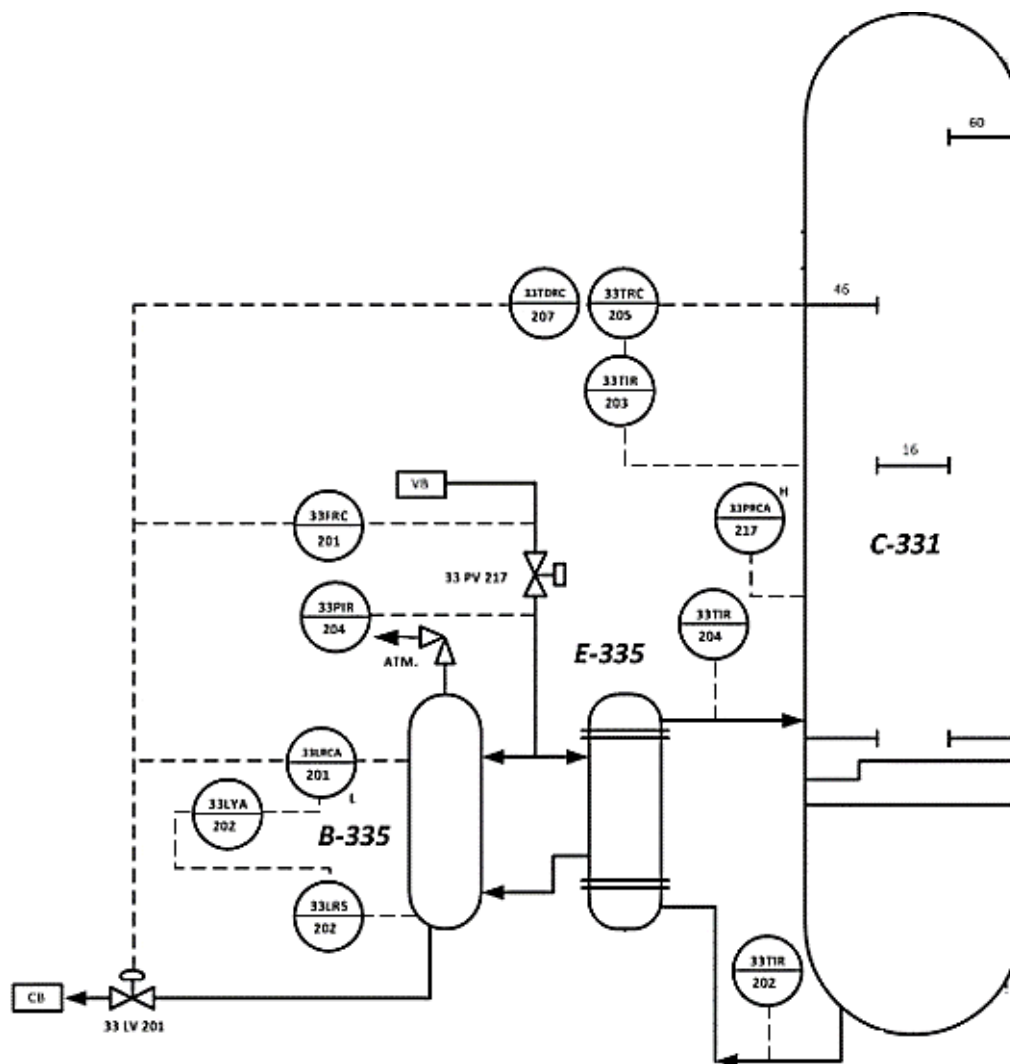 60
33TDRC
207
33TRC
205
46
33TIR
203
16
VB
33PRCA
217
H
33FRC
201
C-331
33 PV 217
33PIR
204
33TIR
204
ATM.
E-335
33LRCA
201
L
33LYA
202
B-335
33LRS
202
33TIR
202
CB
33 LV 201